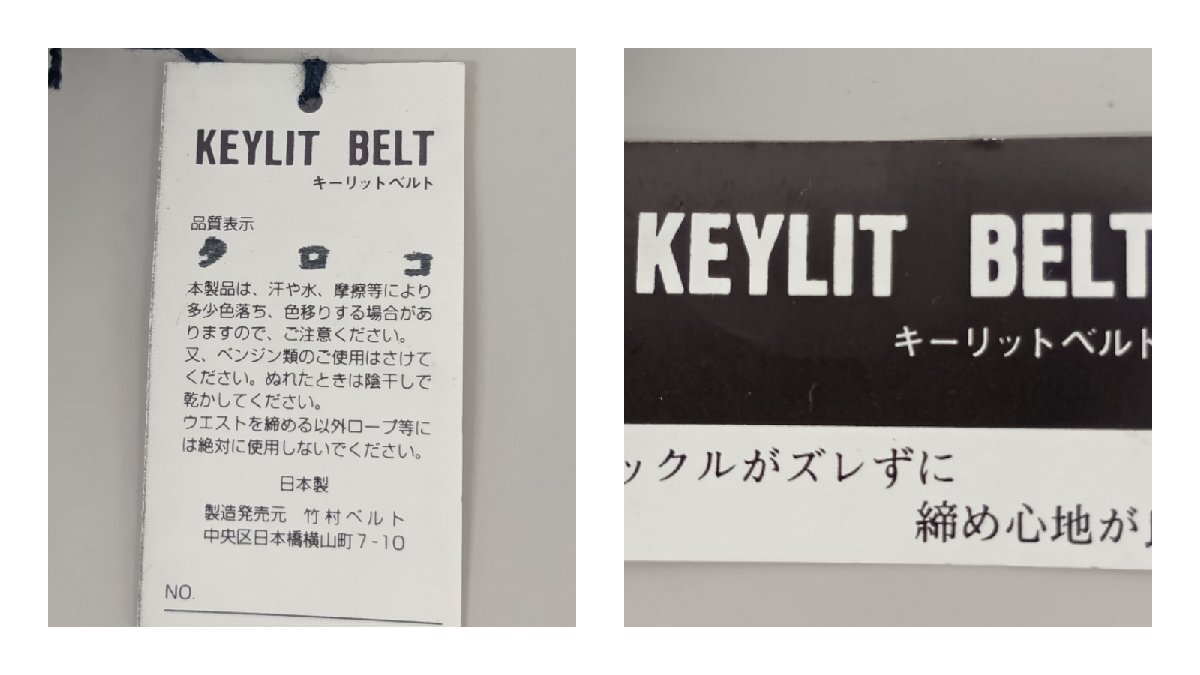 KEYLIT BELT
キーリットベルト
品質表示
タ ロ コ
本製品は、汗や水、摩擦等により
多少色落ち、色移りする場合があ
りますので、ご注意ください。
又、ベンジン類のご使用はさけて
ください。ぬれたときは陰干しで
乾かしてください。
ウエストを締める以外ロープ等に
は絶対に使用しないでください。
日本製
製造発売元 竹村ベルト
中央区日本橋横山町7-10
NO.
KEYLIT BELT
キーリットベルト
ックルがズレずに
締め心地が